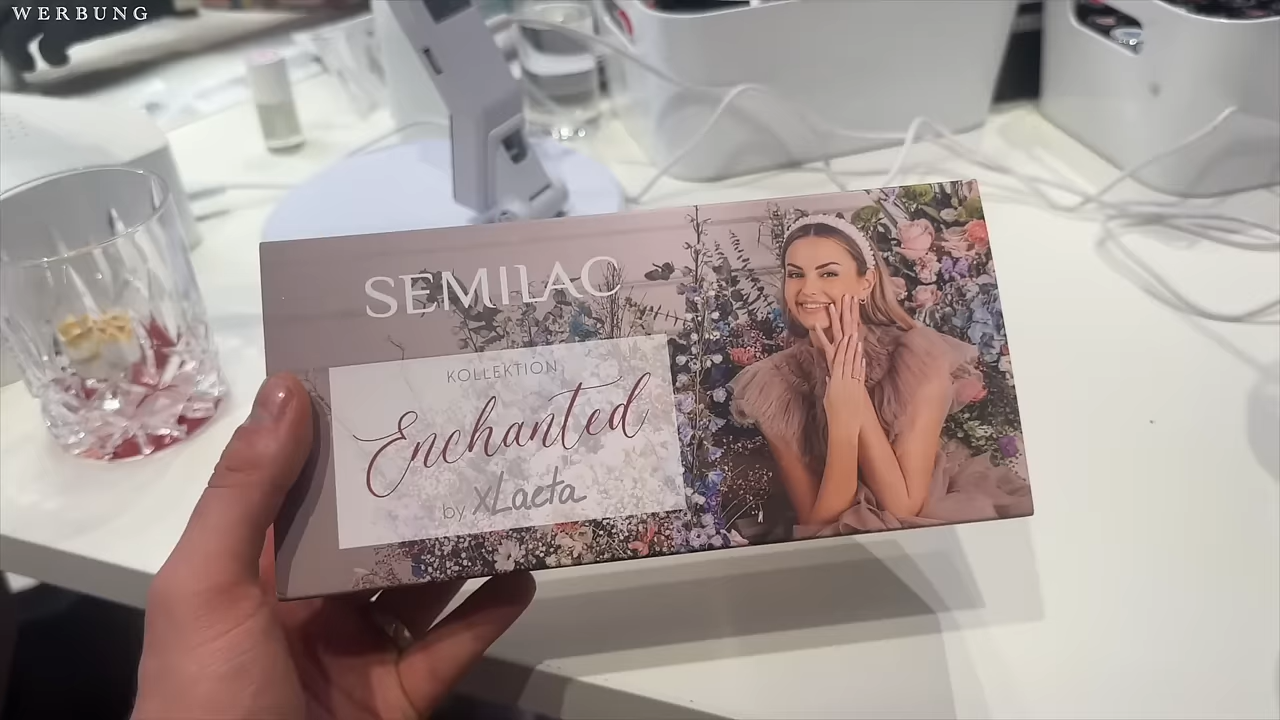 WERBUNG
SEMILAC
KOLLEKTION
Enchanted
by xLaeta